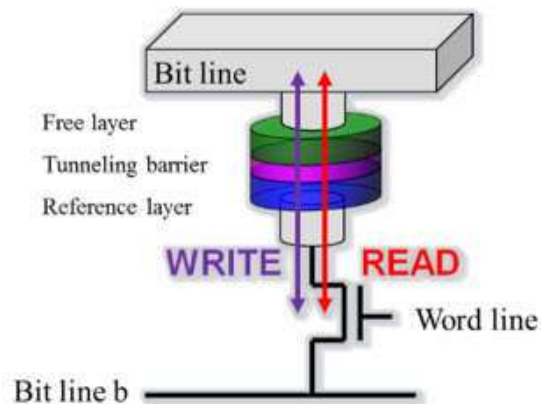 Bit line
Free layer
Tunneling barrier
Reference layer
WRITE READ
Word line
Bit line b